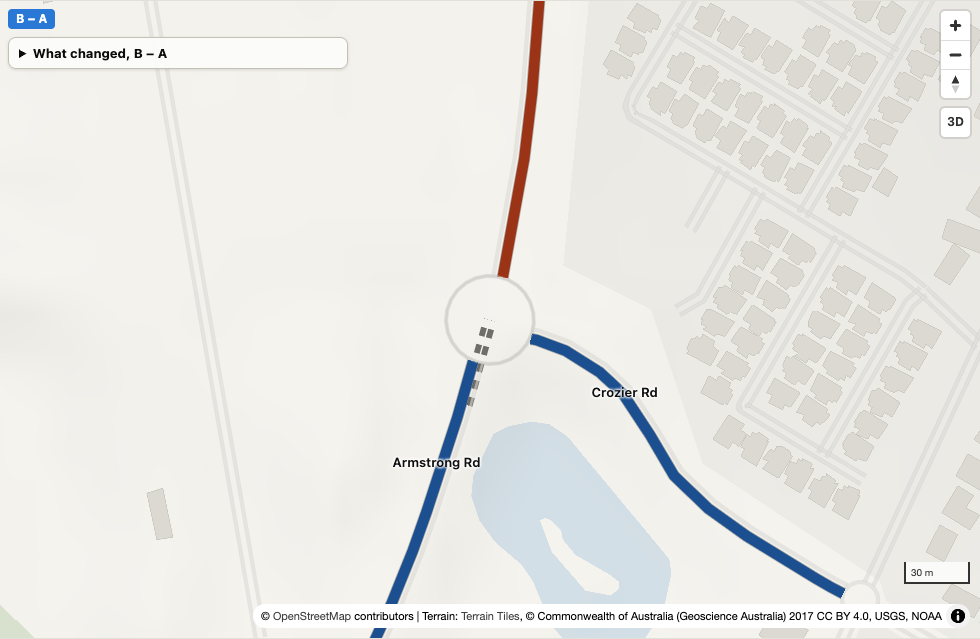 B – A
What changed, B – A
3D
Crozier Rd
Armstrong Rd
30 m
© OpenStreetMap contributors | Terrain: Terrain Tiles, © Commonwealth of Australia (Geoscience Australia) 2017 CC BY 4.0, USGS, NOAA